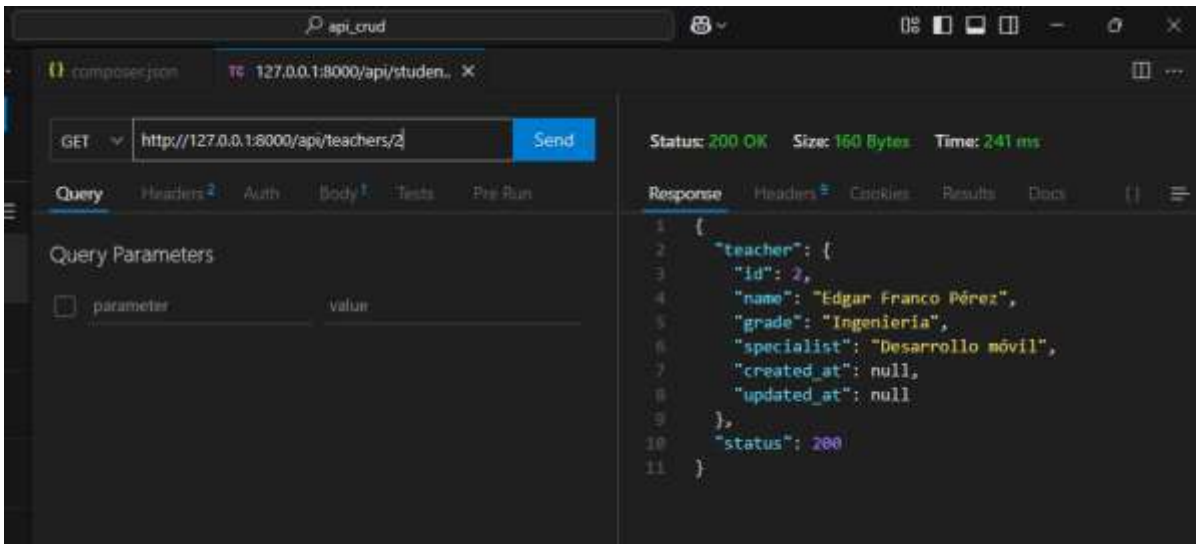 api_crud
{} composer.json
TC 127.0.0.1:8000/api/studen..
GET
http://127.0.0.1:8000/api/teachers/2
Send
Query Headers 2 Auth Body 1 Tests Pre Run
Query Parameters
parameter value
Status: 200 OK Size: 160 Bytes Time: 241 ms
Response Headers 9 Cookies Results Docs {}
1 {
2 "teacher": {
3 "id": 2,
4 "name": "Edgar Franco Pérez",
5 "grade": "Ingeniería",
6 "specialist": "Desarrollo móvil",
7 "created_at": null,
8 "updated_at": null
9 },
10 "status": 200
11 }